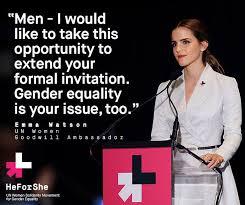 “Men - I would
like to take this
opportunity to
extend your
formal invitation.
Gender equality
is your issue, too.”
Emma Watson
UN Women
Goodwill Ambassador
HeForShe
UN Women Solidarity Movement
for Gender Equality